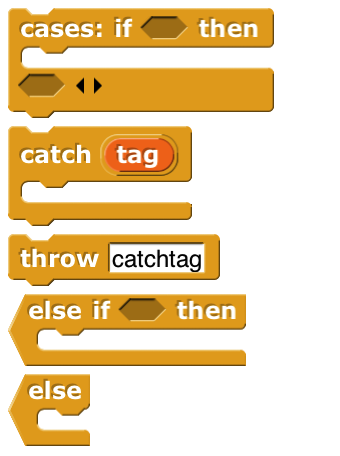 cases: if then
catch tag
throw catchtag
else if then
else